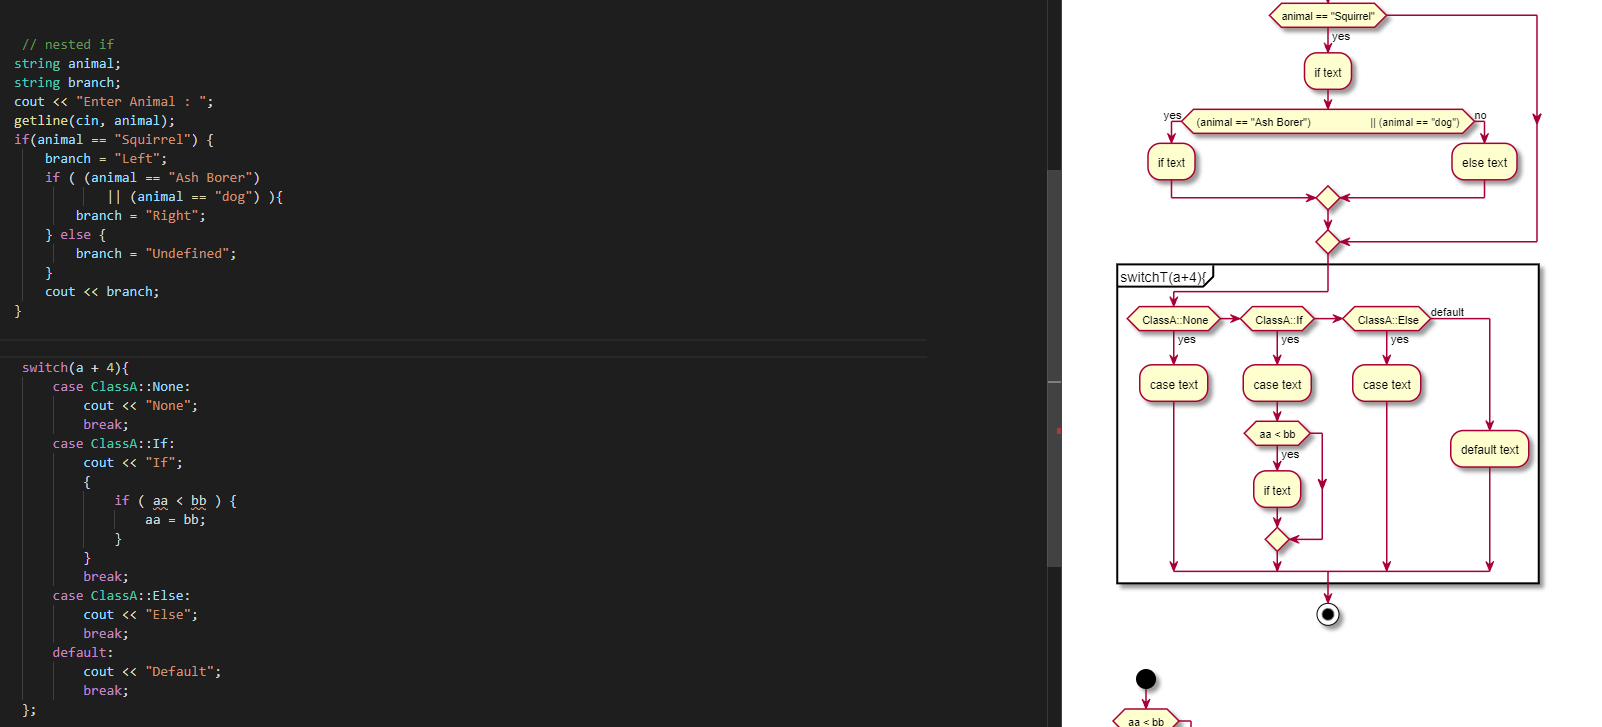 // nested if
string animal;
string branch;
cout << "Enter Animal : ";
getline(cin, animal);
if(animal == "Squirrel") {
branch = "Left";
if ( (animal == "Ash Borer")
|| (animal == "dog") ){
branch = "Right";
} else {
branch = "Undefined";
}
cout << branch;
}
switch(a + 4){
case ClassA::None:
cout << "None";
break;
case ClassA::If:
cout << "If";
{
if ( aa < bb ) {
aa = bb;
}
}
break;
case ClassA::Else:
cout << "Else";
break;
default:
cout << "Default";
break;
};
animal == "Squirrel"
yes
if text
yes
(animal == "Ash Borer") || (animal == "dog")
no
if text
else text
switchT(a+4){
ClassA::None
ClassA::If
ClassA::Else
default
yes
yes
yes
case text
case text
case text
aa < bb
yes
default text
if text
aa < bb